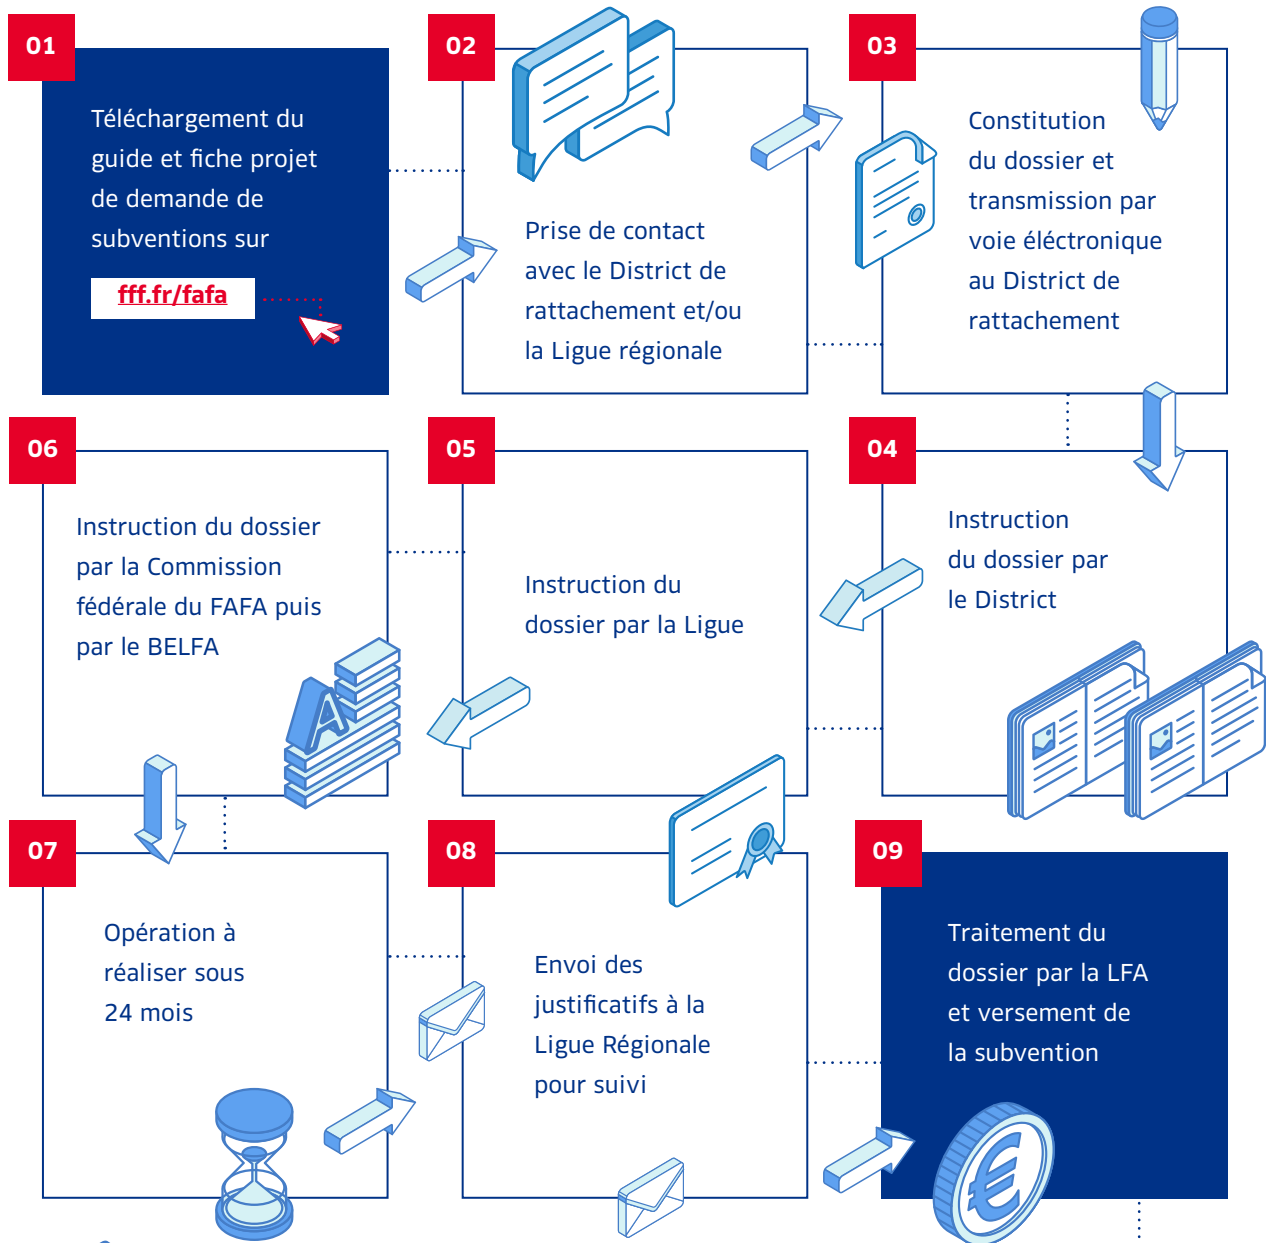 01
Téléchargement du
guide et fiche projet
de demande de
subventions sur
fff.fr/fafa
02
Prise de contact
avec le District de
rattachement et/ou
la Ligue régionale
03
Constitution
du dossier et
transmission par
voie éléctronique
au District de
rattachement
04
Instruction
du dossier par
le District
05
Instruction du
dossier par la Ligue
06
Instruction du dossier
par la Commission
fédérale du FAFA puis
par le BELFA
07
Opération à
réaliser sous
24 mois
08
Envoi des
justificatifs à la
Ligue Régionale
pour suivi
09
Traitement du
dossier par la LFA
et versement de
la subvention
A
€